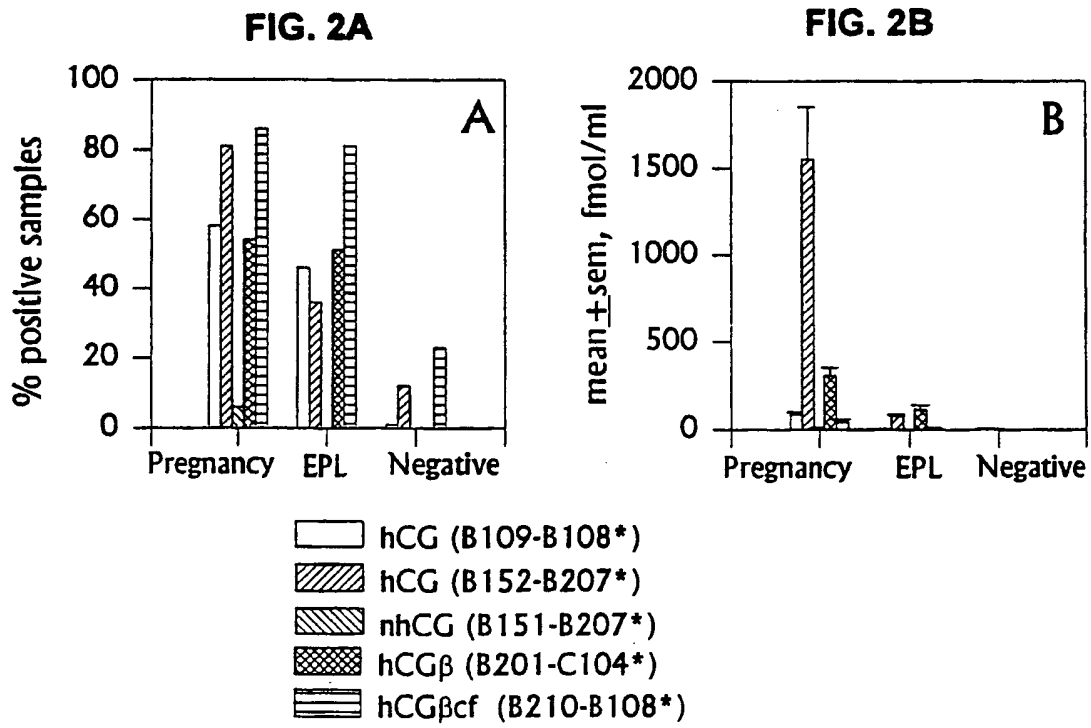 FIG. 2A
% positive samples
100
80
60
40
20
0
A
Pregnancy EPL Negative
FIG. 2B
mean±sem, fmol/ml
2000
1500
1000
500
0
B
Pregnancy EPL Negative
hCG (B109-B108*)
hCG (B152-B207*)
nhCG (B151-B207*)
hCGβ (B201-C104*)
hCGβcf (B210-B108*)